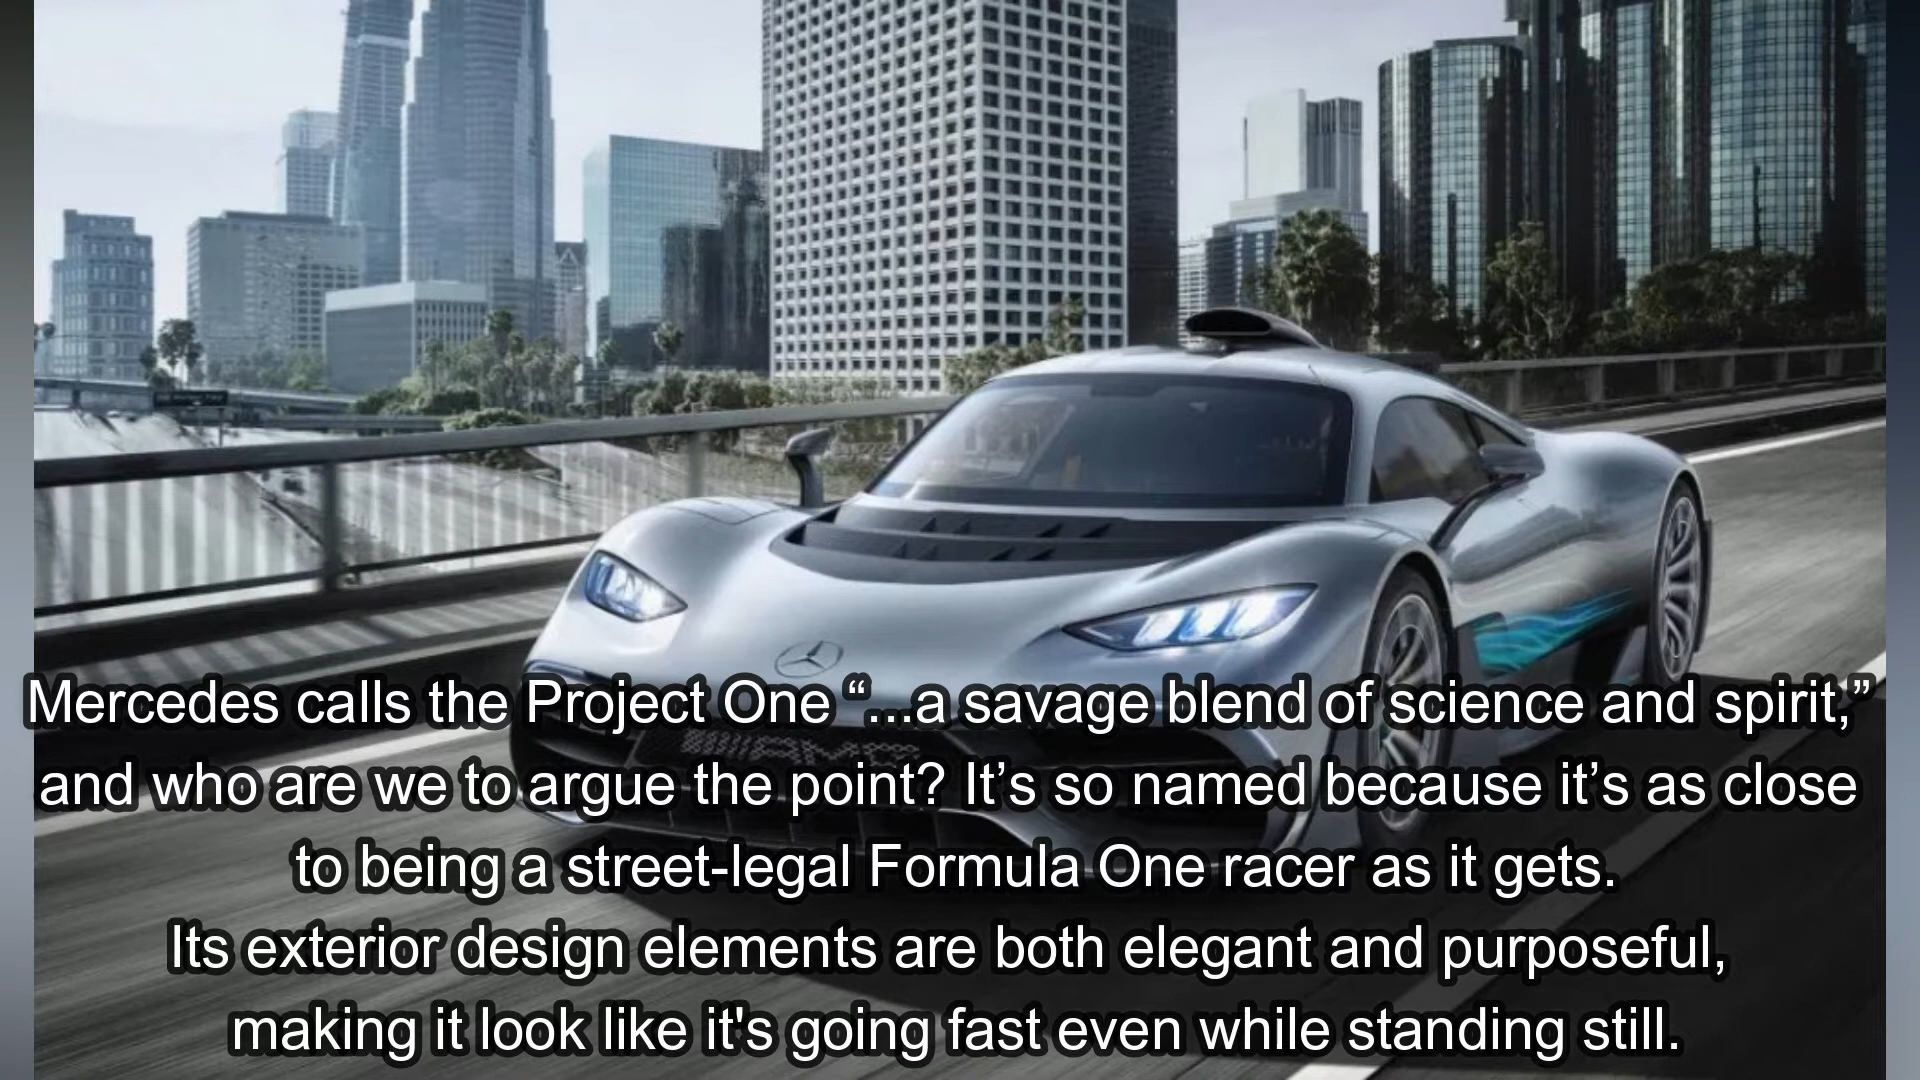 Mercedes calls the Project One “...a savage blend of science and spirit,”
and who are we to argue the point? It’s so named because it’s as close
to being a street-legal Formula One racer as it gets.
Its exterior design elements are both elegant and purposeful,
making it look like it's going fast even while standing still.
AMG